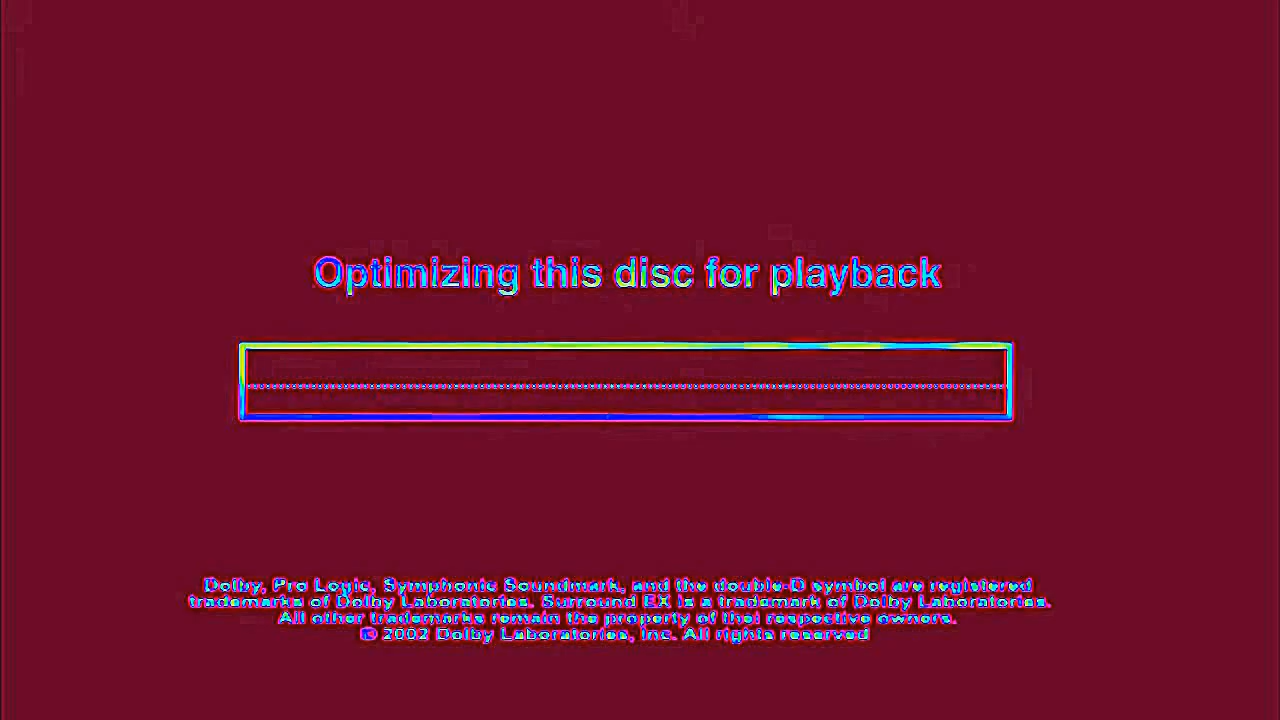 Optimizing this disc for playback
Dolby, Pro Logic, Symphonic Soundmark, and the double-D symbol are registered
trademarks of Dolby Laboratories. Surround EX is a trademark of Dolby Laboratories.
All other trademarks remain the property of thei respective owners.
© 2002 Dolby Laboratories, Inc. All rights reserved